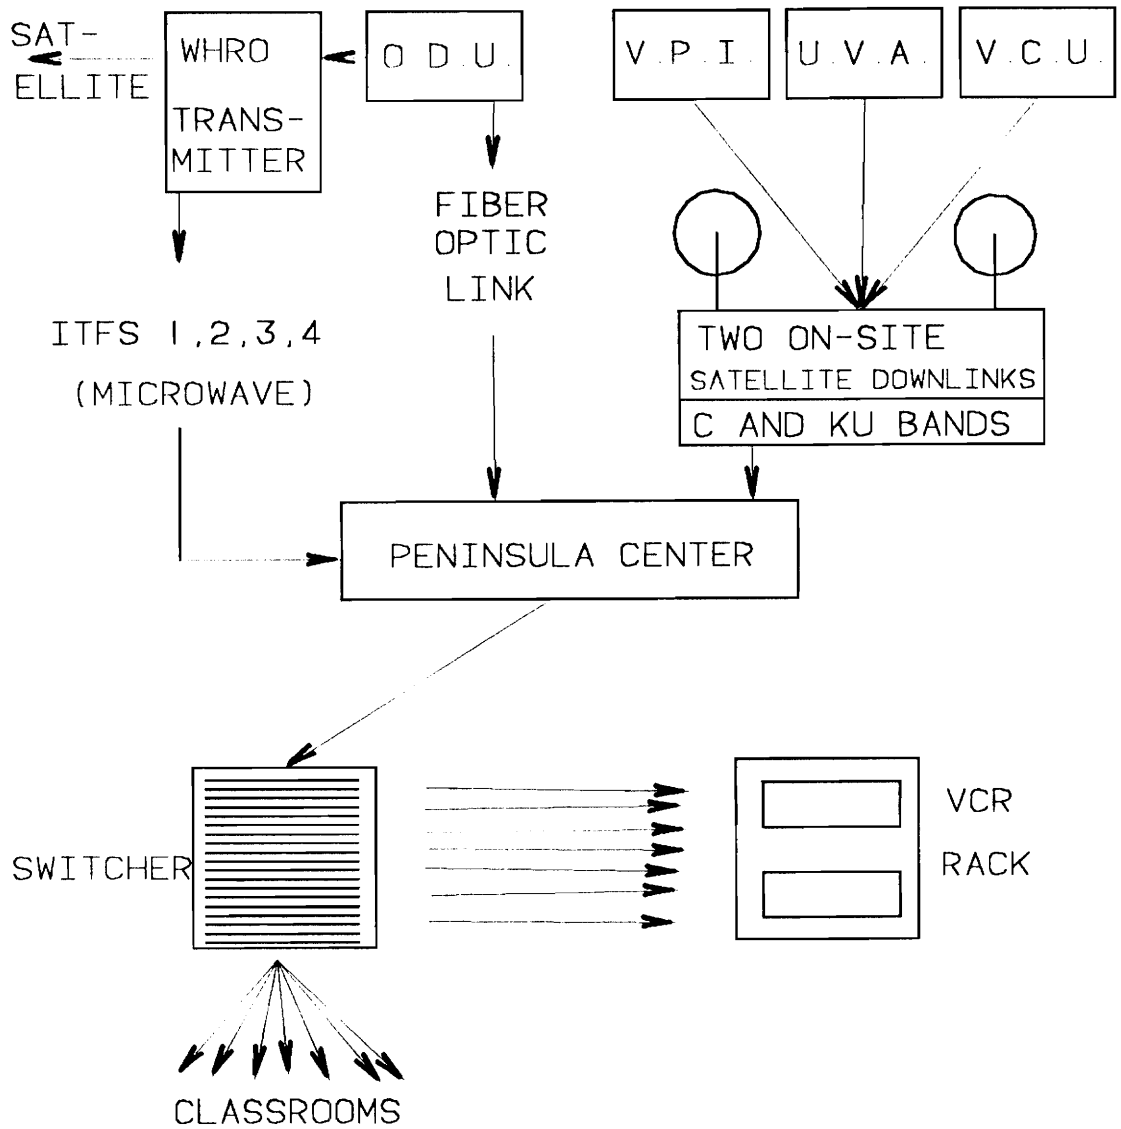 SAT-
ELLITE
WHRO
TRANS-
MITTER
O.D.U.
V.P.I.
U.V.A.
V.C.U.
FIBER
OPTIC
LINK
ITFS 1,2,3,4
(MICROWAVE)
TWO ON-SITE
SATELLITE DOWNLINKS
C AND KU BANDS
PENINSULA CENTER
SWITCHER
VCR
RACK
CLASSROOMS